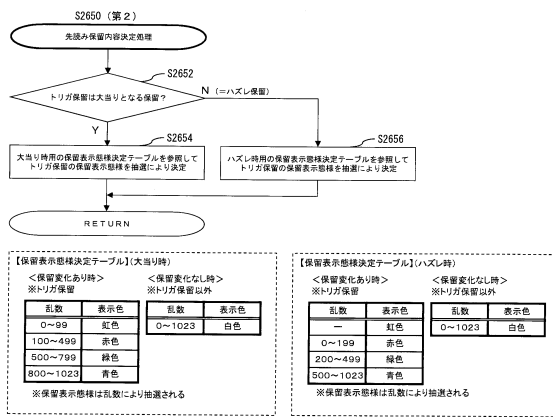 S2650（第２）
先読み保留内容決定処理
S2652
トリガ保留は大当りとなる保留？
N（＝ハズレ保留）
Y
S2654
大当り時用の保留表示態様決定テーブルを参照して
トリガ保留の保留表示態様を抽選により決定
S2656
ハズレ時用の保留表示態様決定テーブルを参照して
トリガ保留の保留表示態様を抽選により決定
ＲＥＴＵＲＮ
【保留表示態様決定テーブル】（大当り時）
＜保留変化あり時＞
※トリガ保留
乱数 表示色
０～99 虹色
100～499 赤色
500～799 緑色
800～1023 青色
＜保留変化なし時＞
※トリガ保留以外
乱数 表示色
０～1023 白色
※保留表示態様は乱数により抽選される
【保留表示態様決定テーブル】（ハズレ時）
＜保留変化あり時＞
※トリガ保留
乱数 表示色
― 虹色
０～199 赤色
200～499 緑色
500～1023 青色
＜保留変化なし時＞
※トリガ保留以外
乱数 表示色
０～1023 白色
※保留表示態様は乱数により抽選される